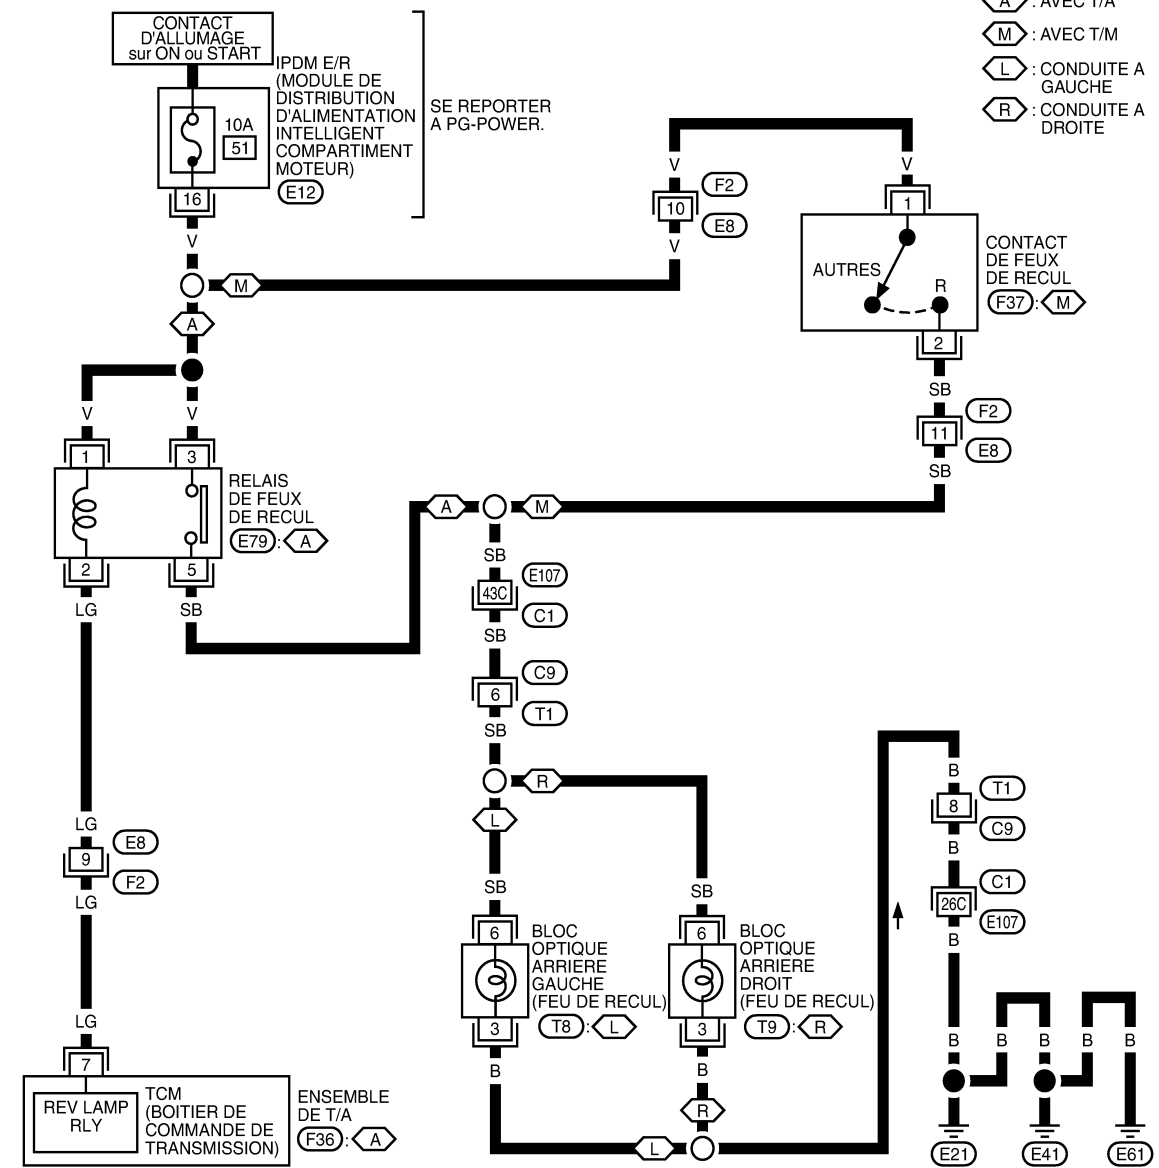 CONTACT
D'ALLUMAGE
sur ON ou START
IPDM E/R
(MODULE DE
DISTRIBUTION
D'ALIMENTATION
INTELLIGENT
COMPARTIMENT
MOTEUR)
E12
10A
51
16
SE REPORTER
A PG-POWER.
A : AVEC T/A
M : AVEC T/M
L : CONDUITE A
GAUCHE
R : CONDUITE A
DROITE
V
M
A
V
V
1
3
RELAIS
DE FEUX
DE RECUL
E79 : A
2
5
LG
SB
V
F2
10
E8
V
V
1
CONTACT
DE FEUX
DE RECUL
F37 : M
AUTRES
R
2
SB
F2
11
E8
SB
A
M
SB
E107
43C
C1
SB
C9
6
T1
SB
R
L
SB
SB
6
6
BLOC
OPTIQUE
ARRIERE
GAUCHE
(FEU DE RECUL)
T8 : L
BLOC
OPTIQUE
ARRIERE
DROIT
(FEU DE RECUL)
T9 : R
3
3
B
B
R
L
LG
E8
9
F2
LG
LG
7
REV LAMP
RLY
TCM
(BOITIER DE
COMMANDE DE
TRANSMISSION)
ENSEMBLE
DE T/A
F36 : A
B
T1
8
C9
B
C1
26C
E107
B
B B B B B
E21 E41 E61